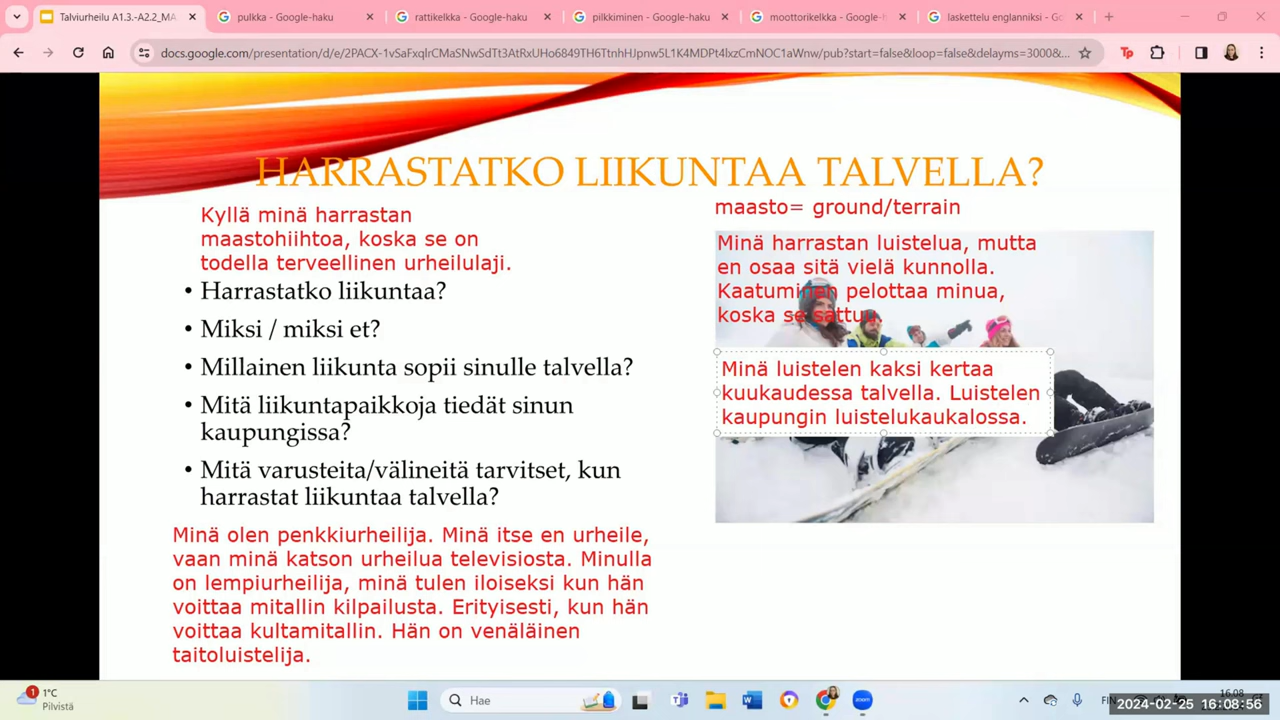 Talviurheilu A1.3.-A2.2_MA
pulkka - Google-haku
rattikelkka - Google-haku
pilkkiminen - Google-haku
moottorikelkka - Google-h
laskettelu englanniksi - Go
docs.google.com/presentation/d/e/2PACX-1vSaFxqlrCMaSNwSdTt3AtRxUHo6849TH6TtnhHJpnw5L1K4MDPt4lxzCmNOC1aWnw/pub?start=false&loop=false&delayms=3000&...
HARRASTATKO LIIKUNTAA TALVELLA?
Kyllä minä harrastan
maastohiihtoa, koska se on
todella terveellinen urheilulaji.
• Harrastatko liikuntaa?
• Miksi / miksi et?
• Millainen liikunta sopii sinulle talvella?
• Mitä liikuntapaikkoja tiedät sinun
kaupungissa?
• Mitä varusteita/välineitä tarvitset, kun
harrastat liikuntaa talvella?
Minä olen penkkiurheilija. Minä itse en urheile,
vaan minä katson urheilua televisiosta. Minulla
on lempiurheilija, minä tulen iloiseksi kun hän
voittaa mitallin kilpailusta. Erityisesti, kun hän
voittaa kultamitallin. Hän on venäläinen
taitoluistelija.
maasto= ground/terrain
Minä harrastan luistelua, mutta
en osaa sitä vielä kunnolla.
Kaatuminen pelottaa minua,
koska se sattuu.
Minä luistelen kaksi kertaa
kuukaudessa talvella. Luistelen
kaupungin luistelukaukalossa.
1
1°C
Pilvistä
Hae
FIN
16.08
2024-02-25 16:08:56